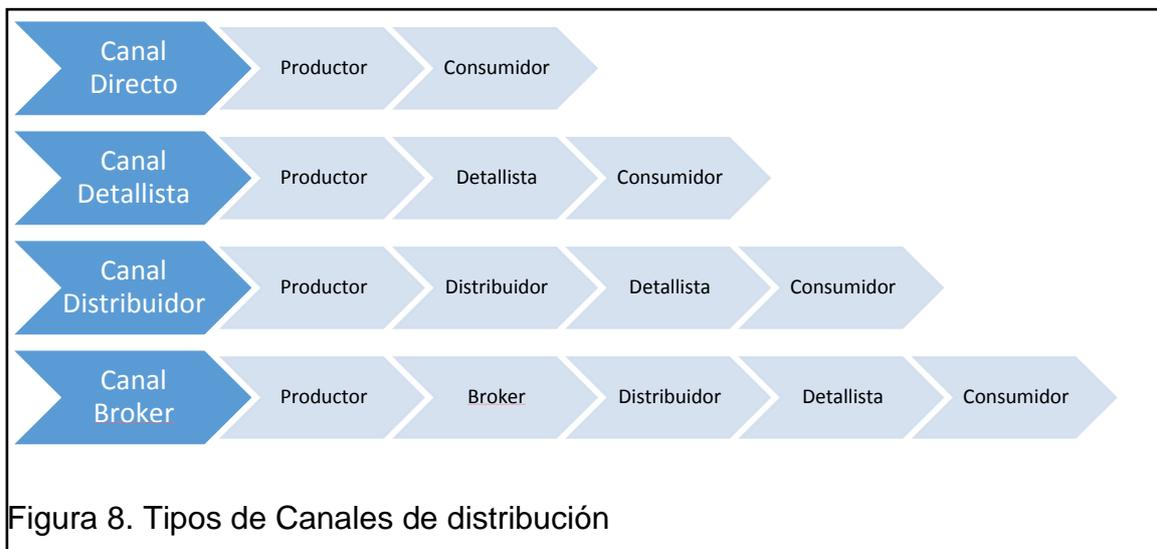 Canal
Directo
Productor
Consumidor
Canal
Detallista
Productor
Detallista
Consumidor
Canal
Distribuidor
Productor
Distribuidor
Detallista
Consumidor
Canal
Broker
Productor
Broker
Distribuidor
Detallista
Consumidor
Figura 8. Tipos de Canales de distribución